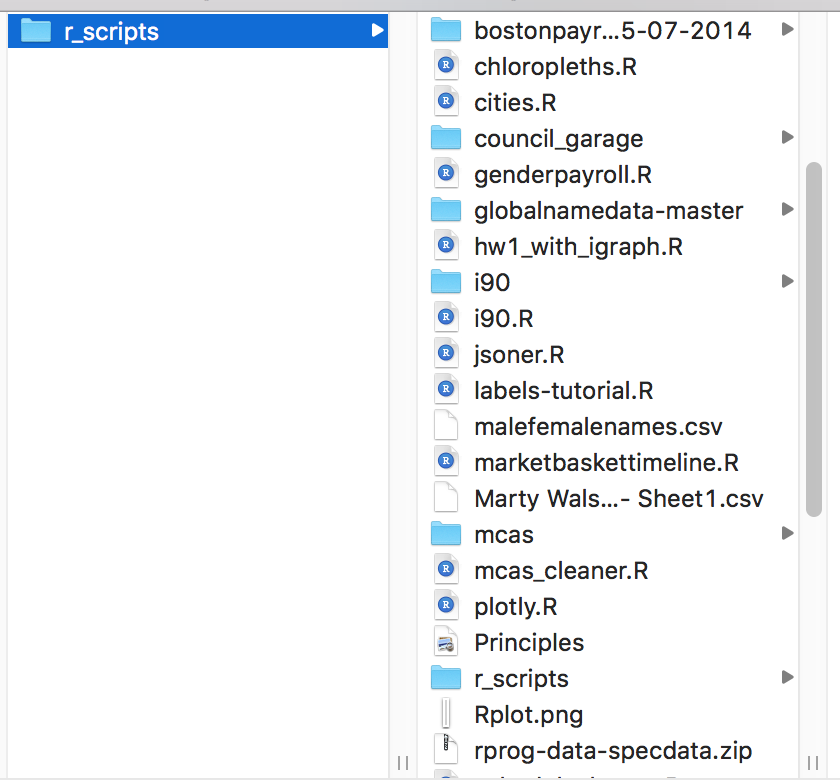 r_scripts
bostonpayr...5-07-2014
chloropleths.R
cities.R
council_garage
genderpayroll.R
globalnamedata-master
hw1_with_igraph.R
i90
i90.R
jsoner.R
labels-tutorial.R
malefemalenames.csv
marketbaskettimeline.R
Marty Wals...- Sheet1.csv
mcas
mcas_cleaner.R
plotly.R
Principles
r_scripts
Rplot.png
rprog-data-specdata.zip